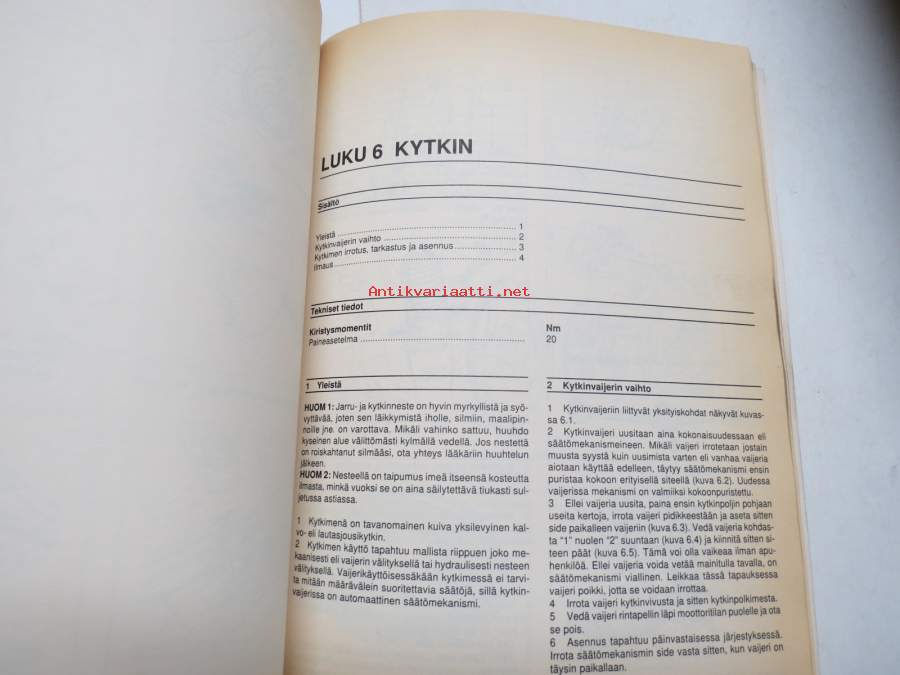 LUKU 6 KYTKIN
Sisältö
Yleistä ........ 1
Kytkinvaijerin vaihto ........ 2
Kytkimen irrotus, tarkastus ja asennus ........ 3
Ilmaus ........ 4
Antikvariaatti.net
Tekniset tiedot
Kiristysmomentit Nm
Paineasetelma ........ 20
1 Yleistä
HUOM 1: Jarru- ja kytkinneste on hyvin myrkyllistä ja syö-
vyttävää, joten sen läikkymistä iholle, silmiin, maalipin-
noille jne. on varottava. Mikäli vahinko sattuu, huuhdo
kyseinen alue välittömästi kylmällä vedellä. Jos nestettä
on roiskahtanut silmääsi, ota yhteys lääkäriin huuhtelun
jälkeen.
HUOM 2: Nesteellä on taipumus imeä itseensä kosteutta
ilmasta, minkä vuoksi se on aina säilytettävä tiukasti sul-
jetussa astiassa.
1 Kytkimenä on tavanomainen kuiva yksilevyinen kal-
vo- eli lautasjousikytkin.
2 Kytkimen käyttö tapahtuu mallista riippuen joko me-
kaanisesti eli vaijerin välityksellä tai hydraulisesti nesteen
välityksellä. Vaijerikäyttöisessäkään kytkimessä ei tarvi-
ta mitään määrävälein suoritettavia säätöjä, sillä kytkin-
vaijerissa on automaattinen säätömekanismi.
2 Kytkinvaijerin vaihto
1 Kytkinvaijeriin liittyvät yksityiskohdat näkyvät kuvas-
sa 6.1.
2 Kytkinvaijeri uusitaan aina kokonaisuudessaan eli
säätömekanismeineen. Mikäli vaijeri irrotetaan jostain
muusta syystä kuin uusimista varten eli vanhaa vaijeria
aiotaan käyttää edelleen, täytyy säätömekanismi ensin
puristaa kokoon erityisellä siteellä (kuva 6.2). Uudessa
vaijerissa mekanismi on valmiiksi kokoonpuristettu.
3 Ellei vaijeria uusita, paina ensin kytkinpoljin pohjaan
useita kertoja, irrota vaijeri pidikkeestään ja aseta sitten
side paikalleen vaijeriin (kuva 6.3). Vedä vaijeria kohdas-
ta "1" nuolen "2" suuntaan (kuva 6.4) ja kiinnitä sitten si-
teen päät (kuva 6.5). Tämä voi olla vaikeaa ilman apu-
henkilöä. Ellei vaijeria voida vetää mainitulla tavalla, on
säätömekanismi viallinen. Leikkaa tässä tapauksessa
vaijeri poikki, jotta se voidaan irrottaa.
4 Irrota vaijeri kytkinvivusta ja sitten kytkinpolkimesta.
5 Vedä vaijeri rintapellin läpi moottoritilan puolelle ja ota
se pois.
6 Asennus tapahtuu päinvastaisessa järjestyksessä.
Irrota säätömekanismin side vasta sitten, kun vaijeri on
täysin paikallaan.